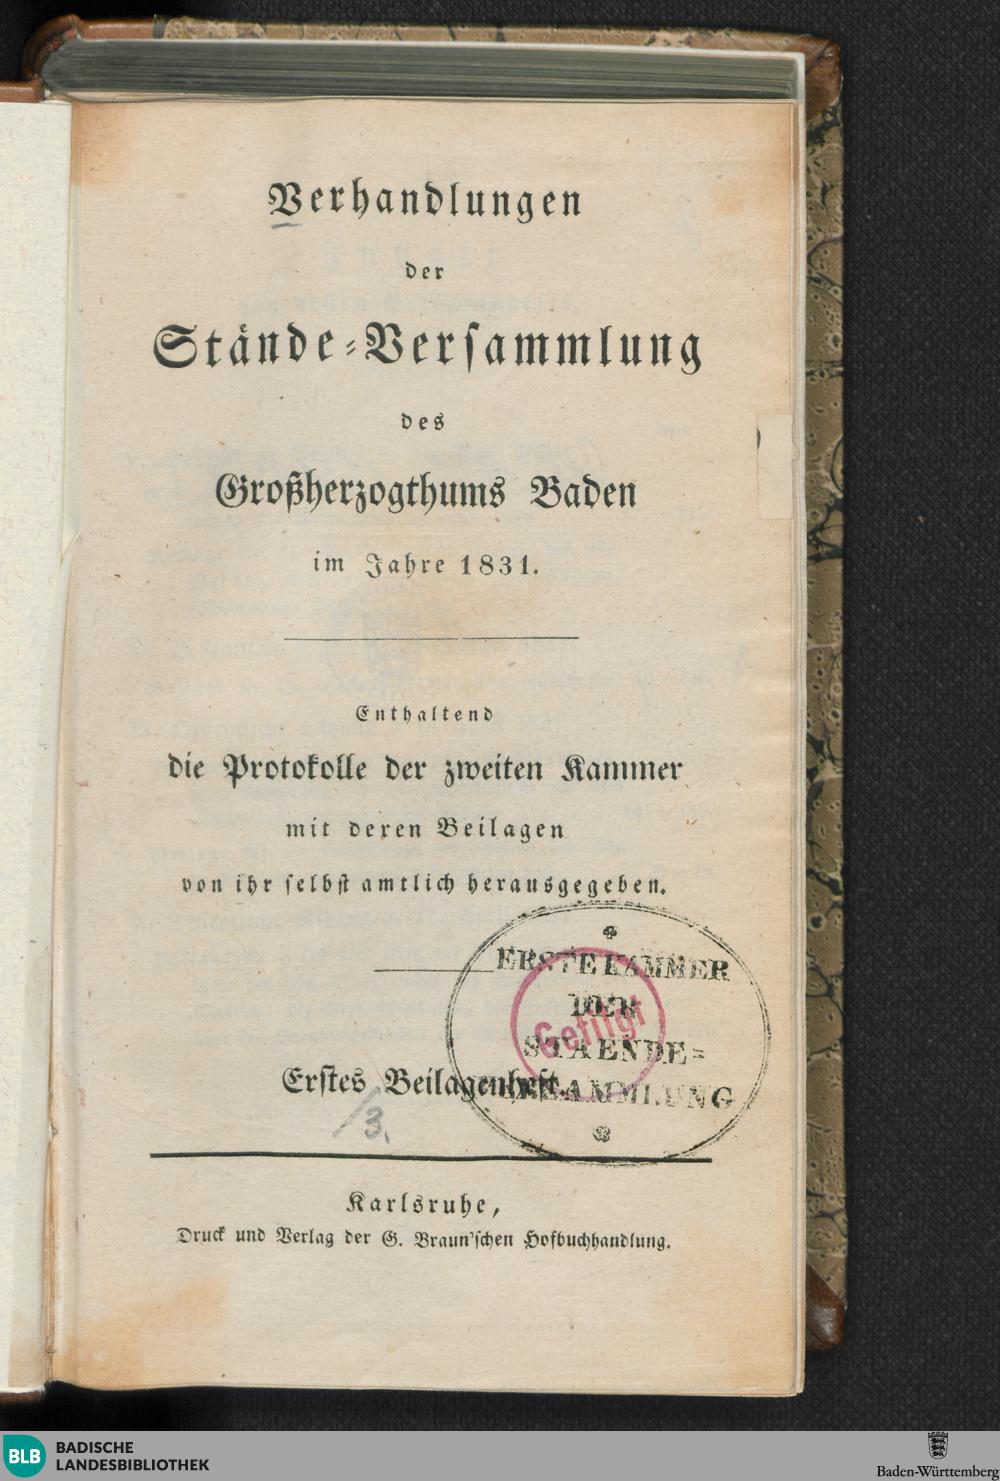 Verhandlungen
der
Stände-Versammlung
des
Großherzogthums Baden
im Jahre 1831.
Enthaltend
die Protokolle der zweiten Kammer
mit deren Beilagen
von ihr selbst amtlich herausgegeben.
ERSTE KAMMER
DER
STAENDE=
Getilgt
Erstes Beilagenheft.
3.
Karlsruhe,
Druck und Verlag der G. Braun'schen Hofbuchhandlung.
BLB BADISCHE
LANDESBIBLIOTHEK
Baden-Württemberg